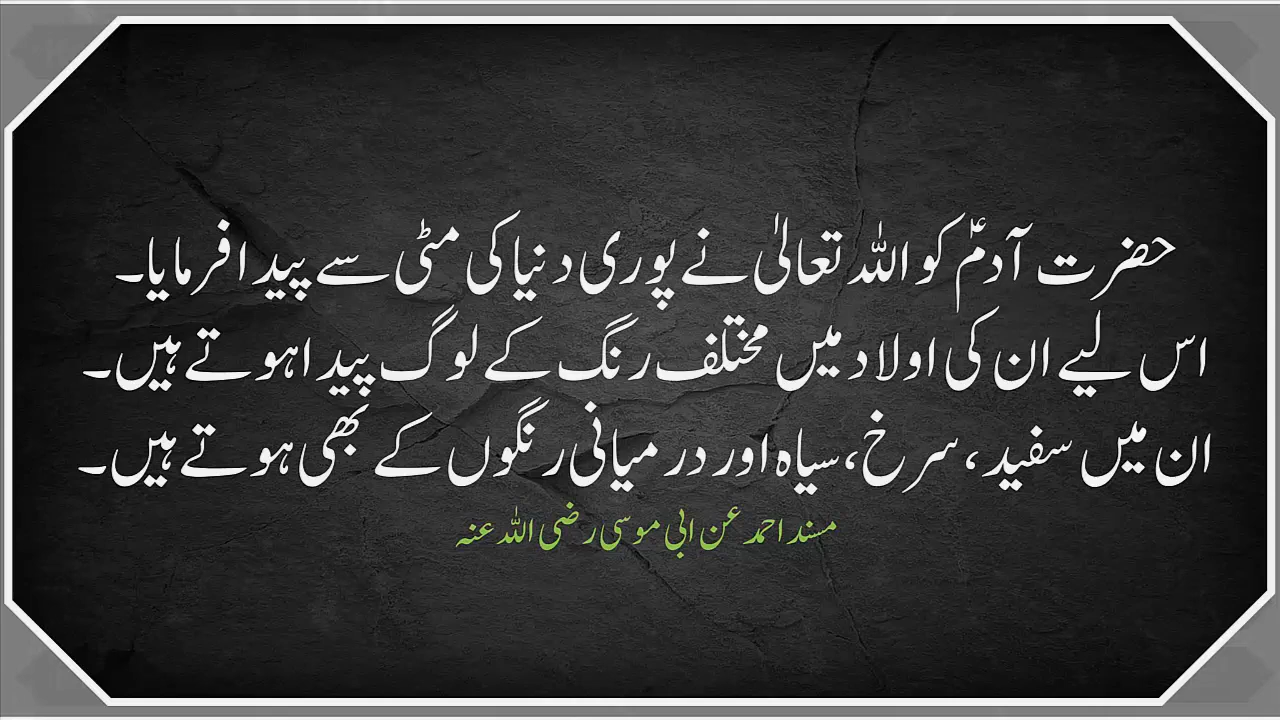 حضرت آدمؑ کو اللہ تعالیٰ نے پوری دنیا کی مٹی سے پیدا فرمایا۔
اس لیے ان کی اولاد میں مختلف رنگ کے لوگ پیدا ہوتے ہیں۔
ان میں سفید، سرخ، سیاہ اور درمیانی رنگوں کے بھی ہوتے ہیں۔
مسند احمد عن ابی موسی رضی اللہ عنہ